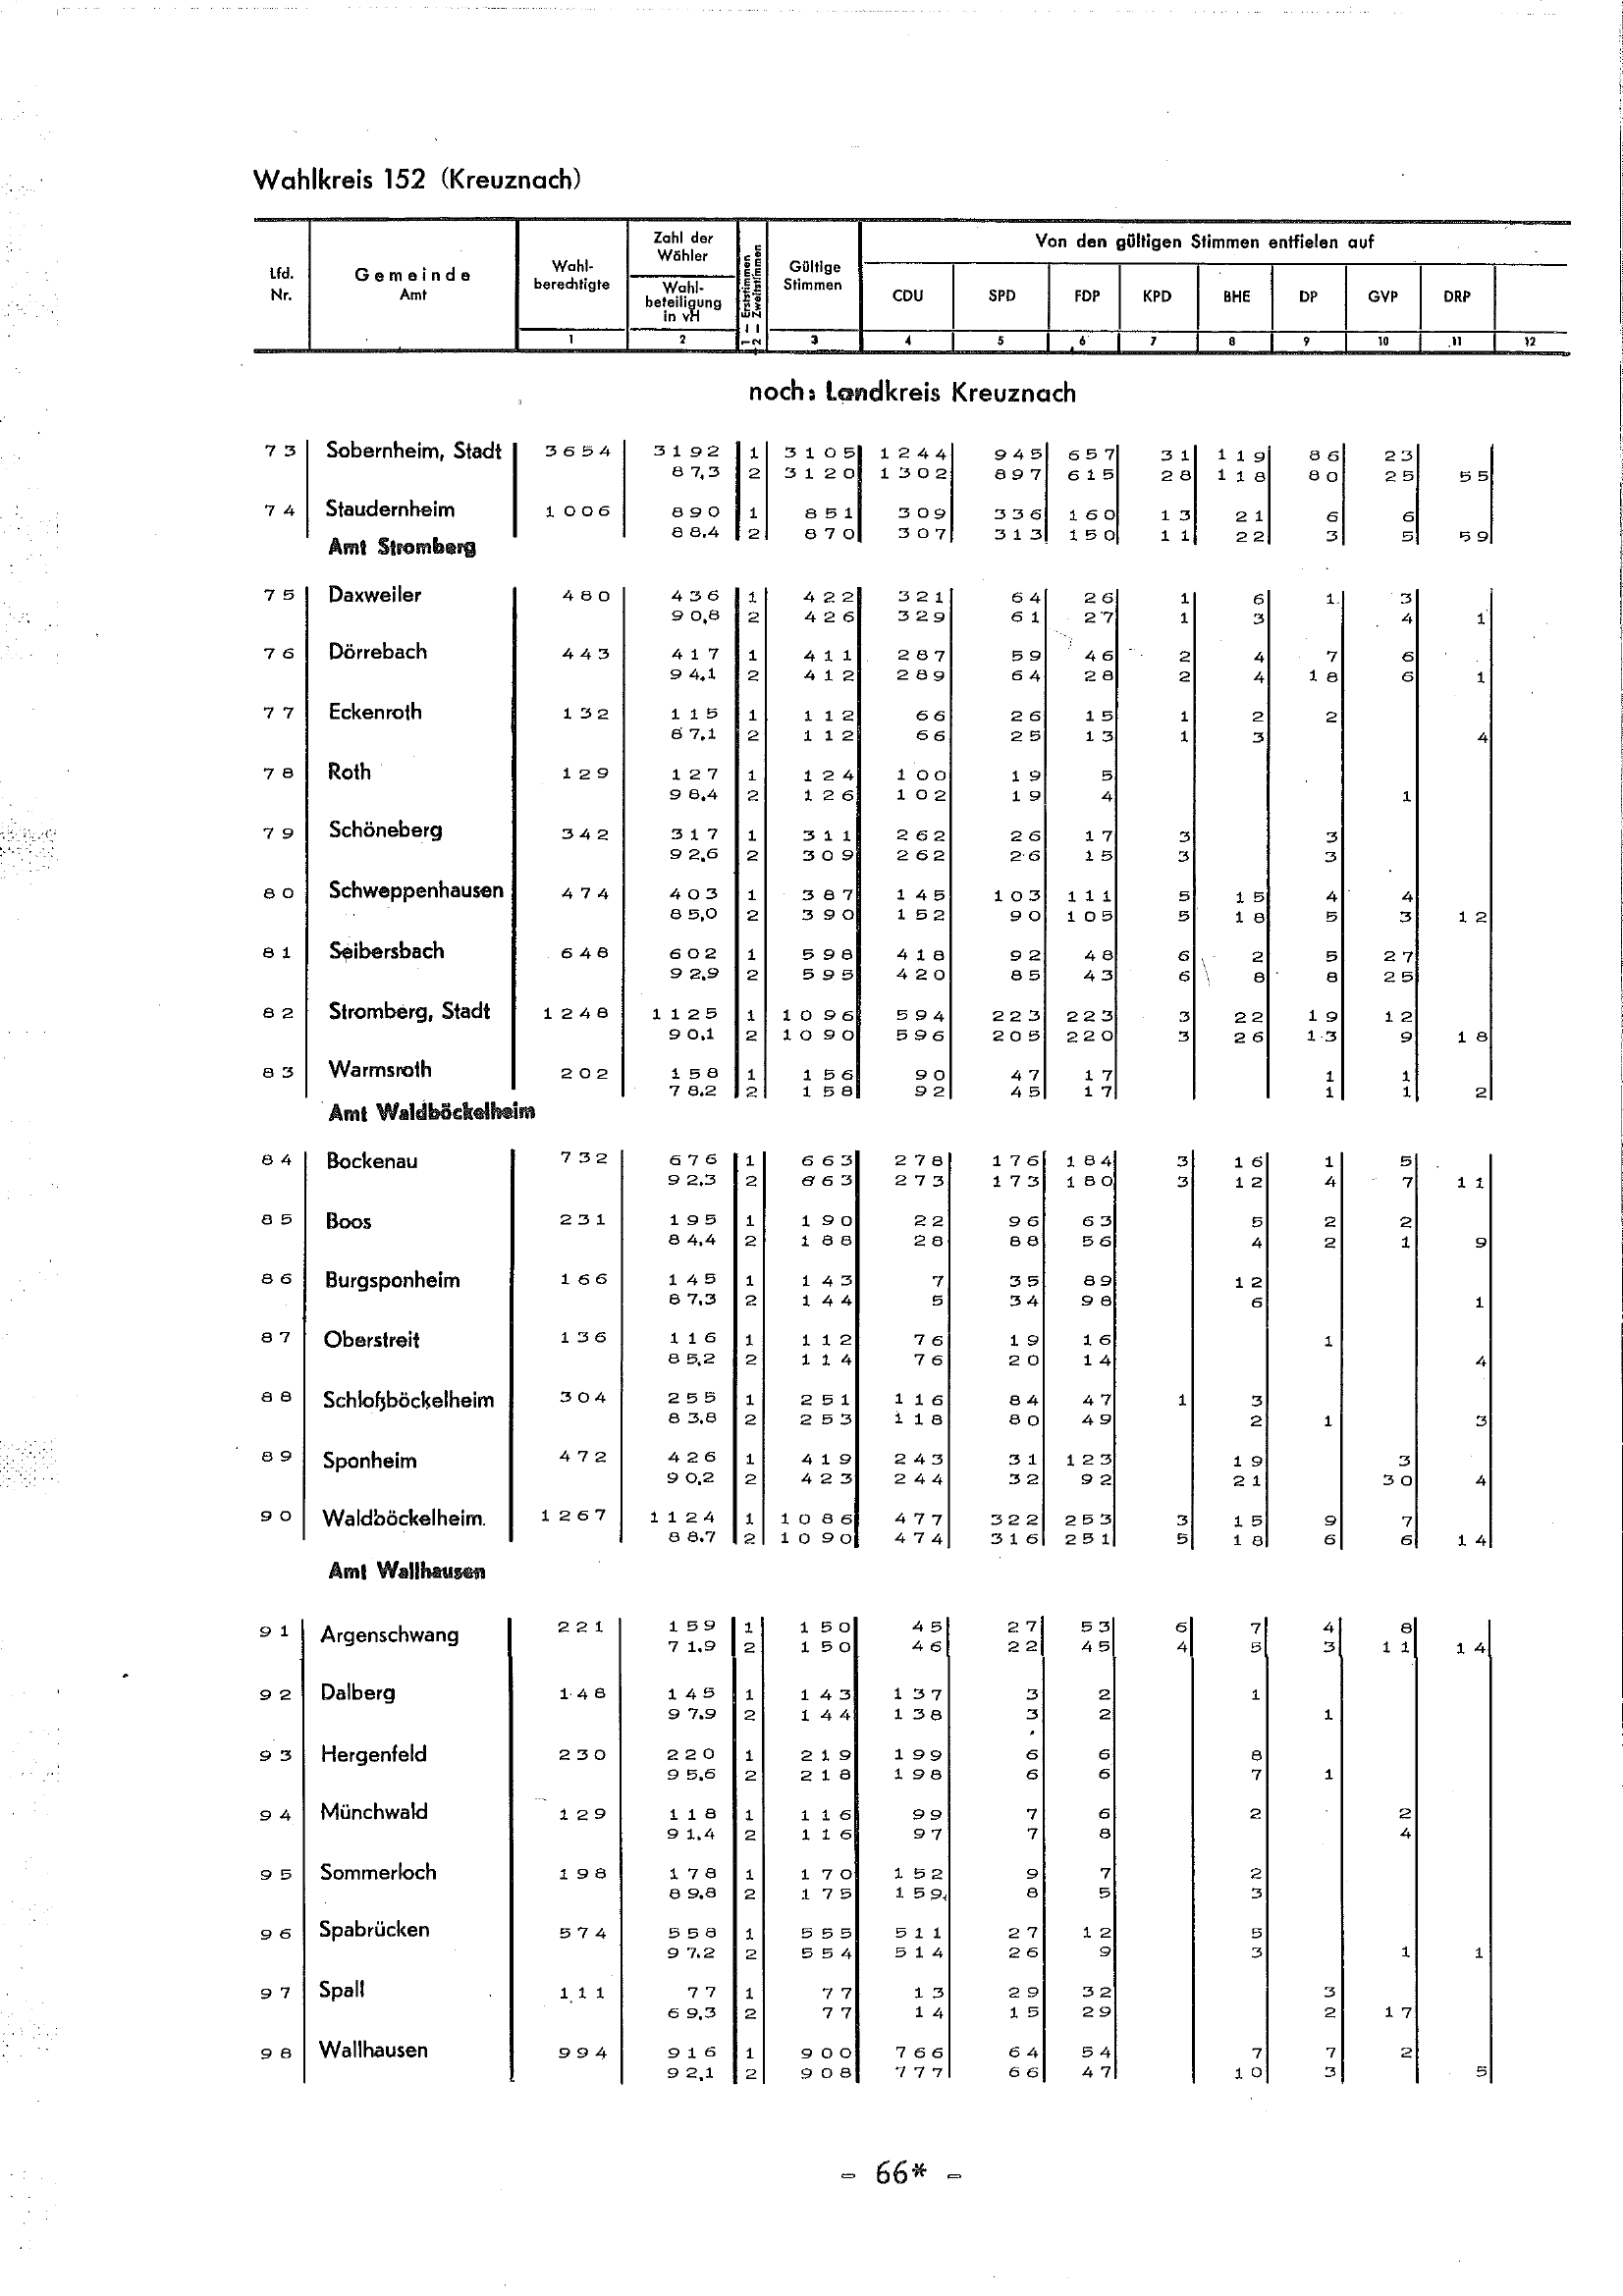 Wahlkreis 152 (Kreuznach)
Lfd. Nr. | Gemeinde Amt | Wahl-berechtigte | Zahl der Wähler Wahl-beteiligung in vH | 1 = Erststimmen 2 = Zweitstimmen | Gültige Stimmen | Von den gültigen Stimmen entfielen auf
CDU SPD FDP KPD BHE DP GVP DRP
1 2 3 4 5 6 7 8 9 10 11 12
noch: Landkreis Kreuznach
73 Sobernheim, Stadt 3654 3192 1 3105 1244 945 657 31 119 86 23
87,3 2 3120 1302 897 615 28 118 80 25 55
74 Staudernheim 1006 890 1 851 309 336 160 13 21 6 6
88,4 2 870 307 313 150 11 22 3 5 59
Amt Stromberg
75 Daxweiler 480 436 1 422 321 64 26 1 6 1 3
90,8 2 426 329 61 27 1 3 4 1
76 Dörrebach 443 417 1 411 287 59 46 2 4 7 6
94,1 2 412 289 64 28 2 4 18 6 1
77 Eckenroth 132 115 1 112 66 26 15 1 2 2
87,1 2 112 66 25 13 1 3 4
78 Roth 129 127 1 124 100 19 5
98,4 2 126 102 19 4 1
79 Schöneberg 342 317 1 311 262 26 17 3 3
92,6 2 309 262 26 15 3 3
80 Schweppenhausen 474 403 1 387 145 103 111 5 15 4 4
85,0 2 390 152 90 105 5 18 5 3 12
81 Seibersbach 648 602 1 598 418 92 48 6 2 5 27
92,9 2 595 420 85 43 6 8 8 25
82 Stromberg, Stadt 1248 1125 1 1096 594 223 223 3 22 19 12
90,1 2 1090 596 205 220 3 26 13 9 18
83 Warmsroth 202 158 1 156 90 47 17 1 1
78,2 2 158 92 45 17 1 1 2
Amt Waldböckelheim
84 Bockenau 732 676 1 663 278 176 184 3 16 1 5
92,3 2 663 273 173 180 3 12 4 7 11
85 Boos 231 195 1 190 22 96 63 5 2 2
84,4 2 188 28 88 56 4 2 1 9
86 Burgsponheim 166 145 1 143 7 35 89 12
87,3 2 144 5 34 98 6 1
87 Oberstreit 136 116 1 112 76 19 16 1
85,2 2 114 76 20 14 4
88 Schloßböckelheim 304 255 1 251 116 84 47 1 3
83,8 2 253 118 80 49 2 1 3
89 Sponheim 472 426 1 419 243 31 123 19 3
90,2 2 423 244 32 92 21 30 4
90 Waldböckelheim 1267 1124 1 1086 477 322 253 3 15 9 7
88,7 2 1090 474 316 251 5 18 6 6 14
Amt Wallhausen
91 Argenschwang 221 159 1 150 45 27 53 6 7 4 8
71,9 2 150 46 22 45 4 5 3 11 14
92 Dalberg 148 145 1 143 137 3 2 1
97,9 2 144 138 3 2 1
93 Hergenfeld 230 220 1 219 199 6 6 8
95,6 2 218 198 6 6 7 1
94 Münchwald 129 118 1 116 99 7 6 2 2
91,4 2 116 97 7 8 4
95 Sommerloch 198 178 1 170 152 9 7 2
89,8 2 175 159 8 5 3
96 Spabrücken 574 558 1 555 511 27 12 5
97,2 2 554 514 26 9 3 1 1
97 Spall 111 77 1 77 13 29 32 3
69,3 2 77 14 15 29 2 17
98 Wallhausen 994 916 1 900 766 64 54 7 7 2
92,1 2 908 777 66 47 10 3 5
- 66* -